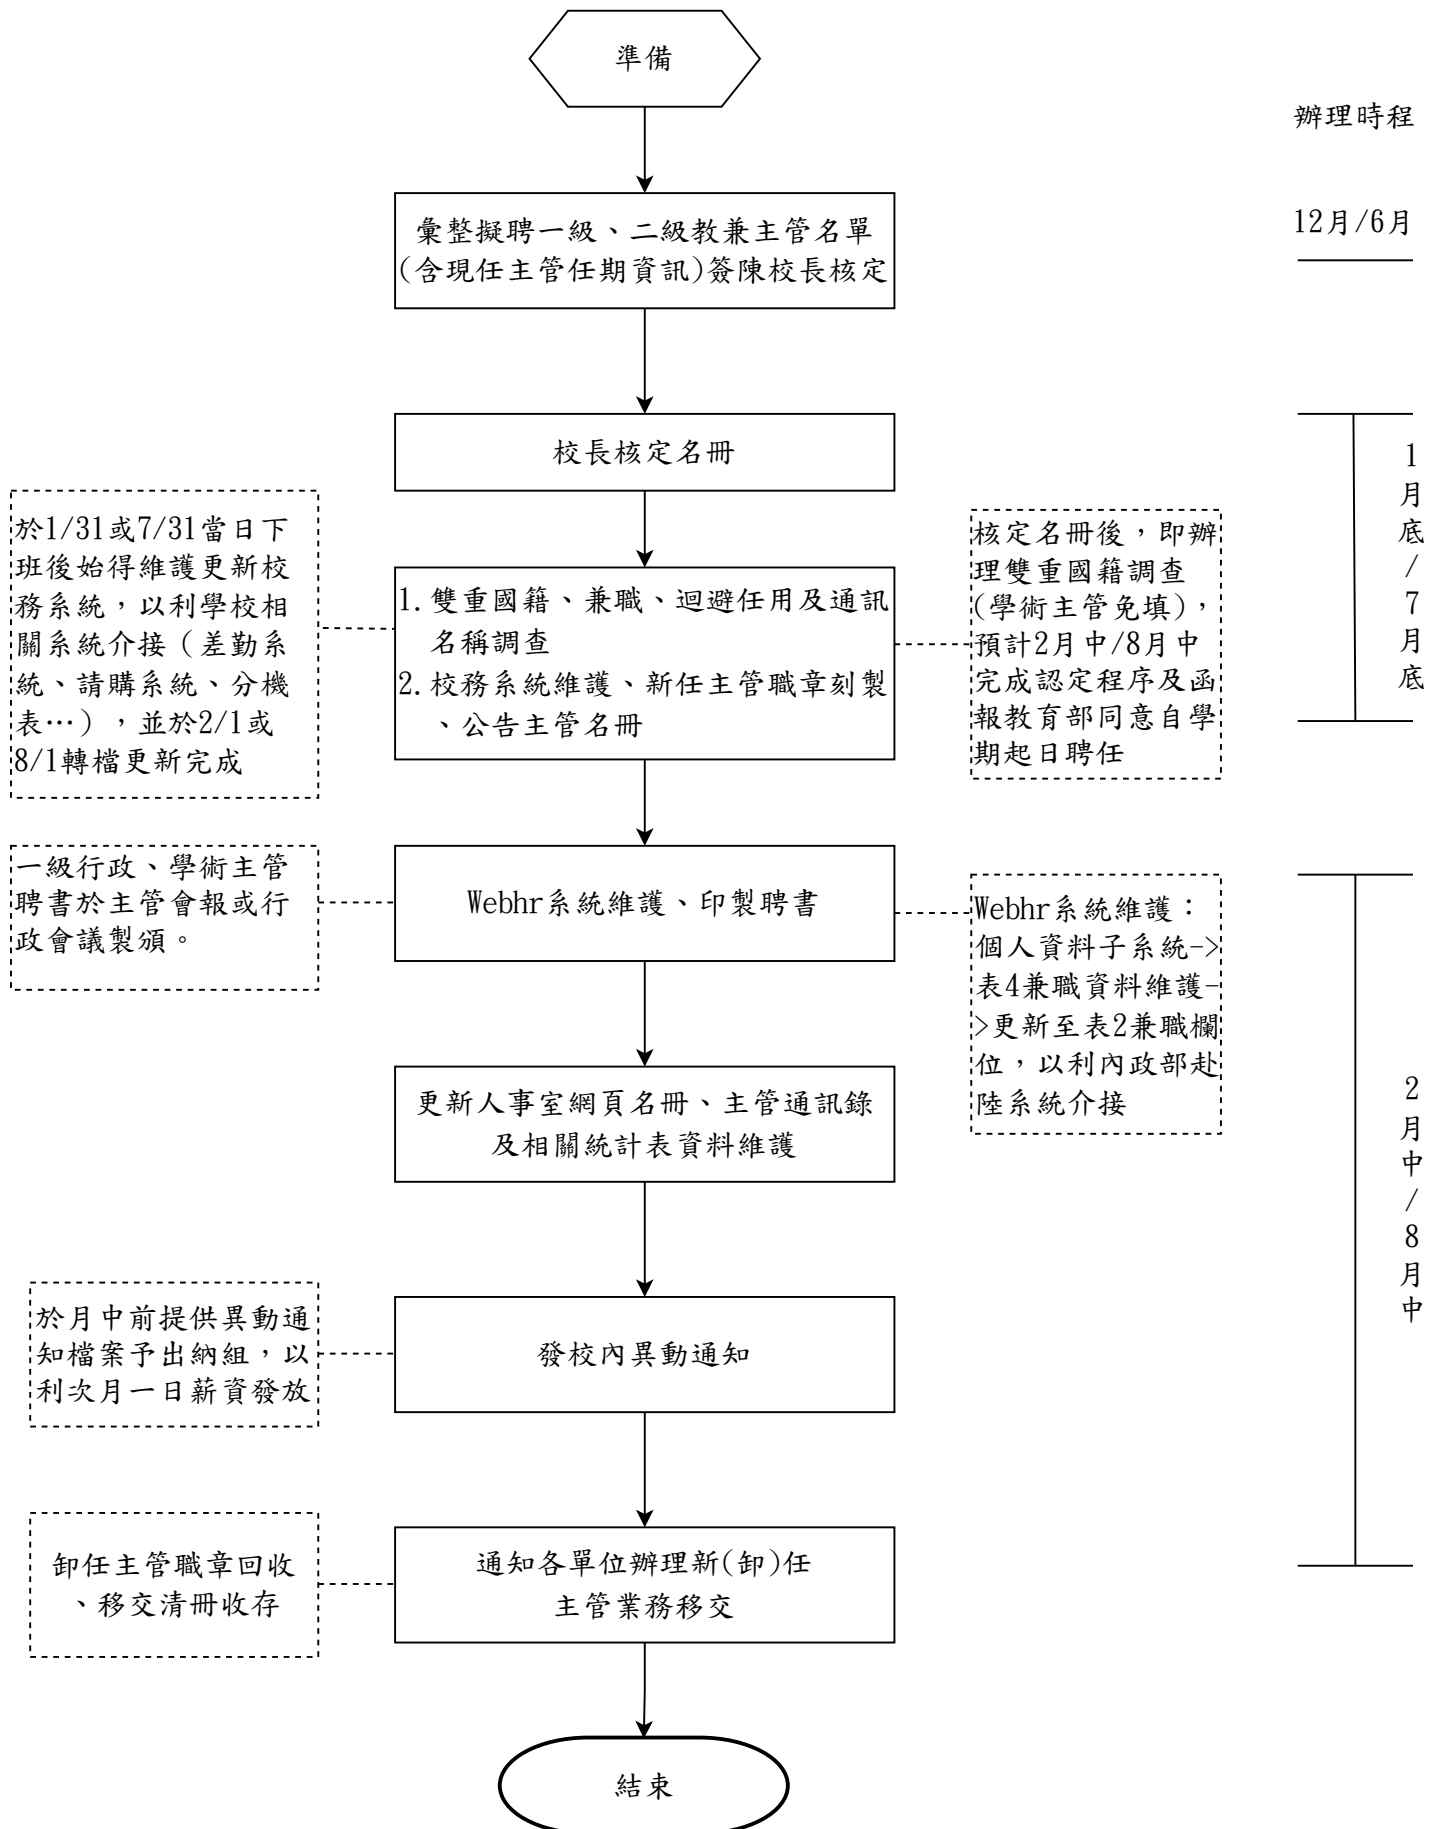 準備
辦理時程
彙整擬聘一級、二級教兼主管名單
(含現任主管任期資訊)簽陳校長核定
12月/6月
校長核定名冊
1
月
底
/
7
月
底
於1/31或7/31當日下
班後始得維護更新校
務系統，以利學校相
關系統介接（差勤系
統、請購系統、分機
表…），並於2/1或
8/1轉檔更新完成
1.雙重國籍、兼職、迴避任用及通訊
名稱調查
2.校務系統維護、新任主管職章刻製
、公告主管名冊
核定名冊後，即辦
理雙重國籍調查
(學術主管免填)，
預計2月中/8月中
完成認定程序及函
報教育部同意自學
期起日聘任
一級行政、學術主管
聘書於主管會報或行
政會議製頒。
Webhr系統維護、印製聘書
Webhr系統維護：
個人資料子系統->
表4兼職資料維護-
>更新至表2兼職欄
位，以利內政部赴
陸系統介接
更新人事室網頁名冊、主管通訊錄
及相關統計表資料維護
2
月
中
/
8
月
中
於月中前提供異動通
知檔案予出納組，以
利次月一日薪資發放
發校內異動通知
卸任主管職章回收
、移交清冊收存
通知各單位辦理新(卸)任
主管業務移交
結束